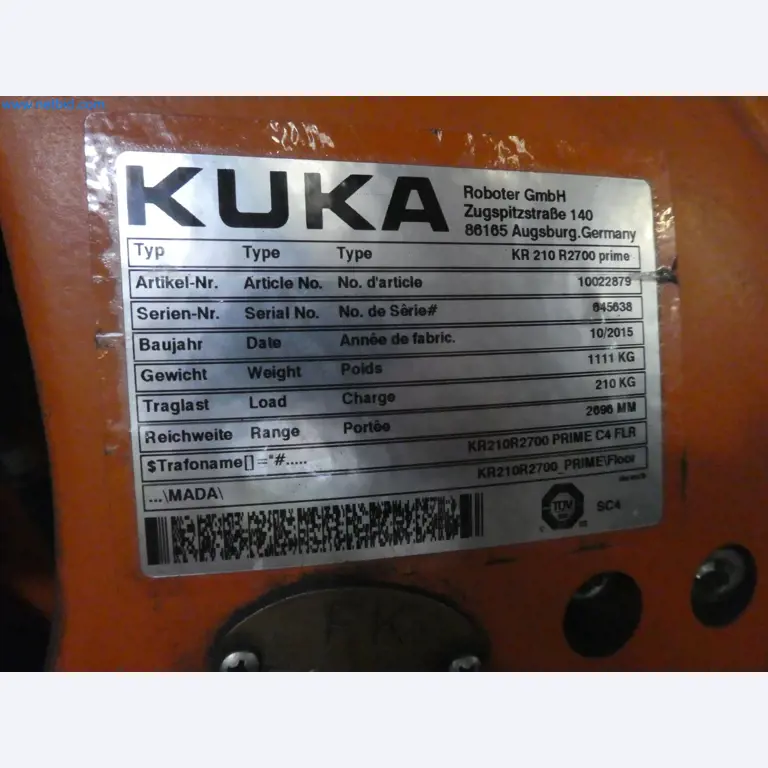 KUKA
Roboter GmbH
Zugspitzstraße 140
86165 Augsburg.Germany
Typ Type Type KR 210 R2700 prime
Artikel-Nr. Article No. No. d'article 10022879
Serien-Nr. Serial No. No. de Série# 645638
Baujahr Date Année de fabric. 10/2015
Gewicht Weight Poids 1111 KG
Traglast Load Charge 210 KG
Reichweite Range Portée 2696 MM
$Trafoname[]="#..... KR210R2700 PRIME C4 FLR
...\MADA\ KR210R2700_PRIME\Floor
TÜV
SC4